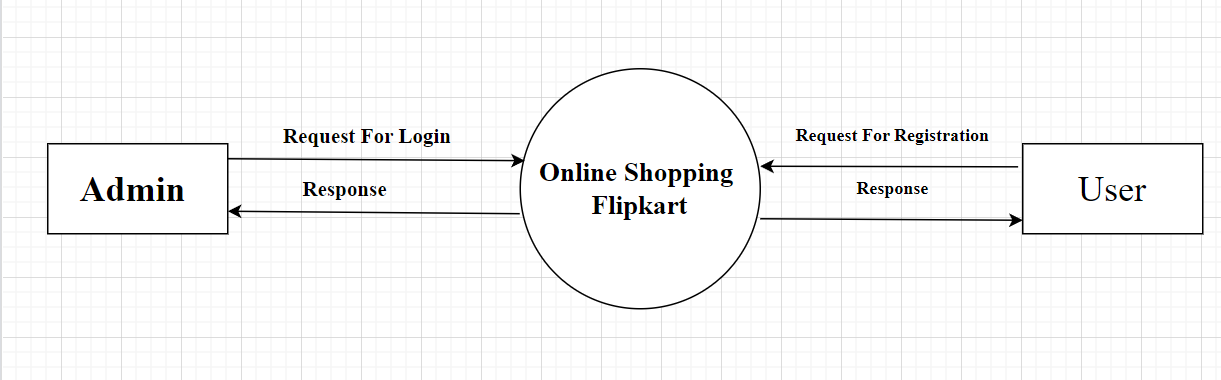 Request For Login
Request For Registration
Admin
Response
Online Shopping
Flipkart
Response
User